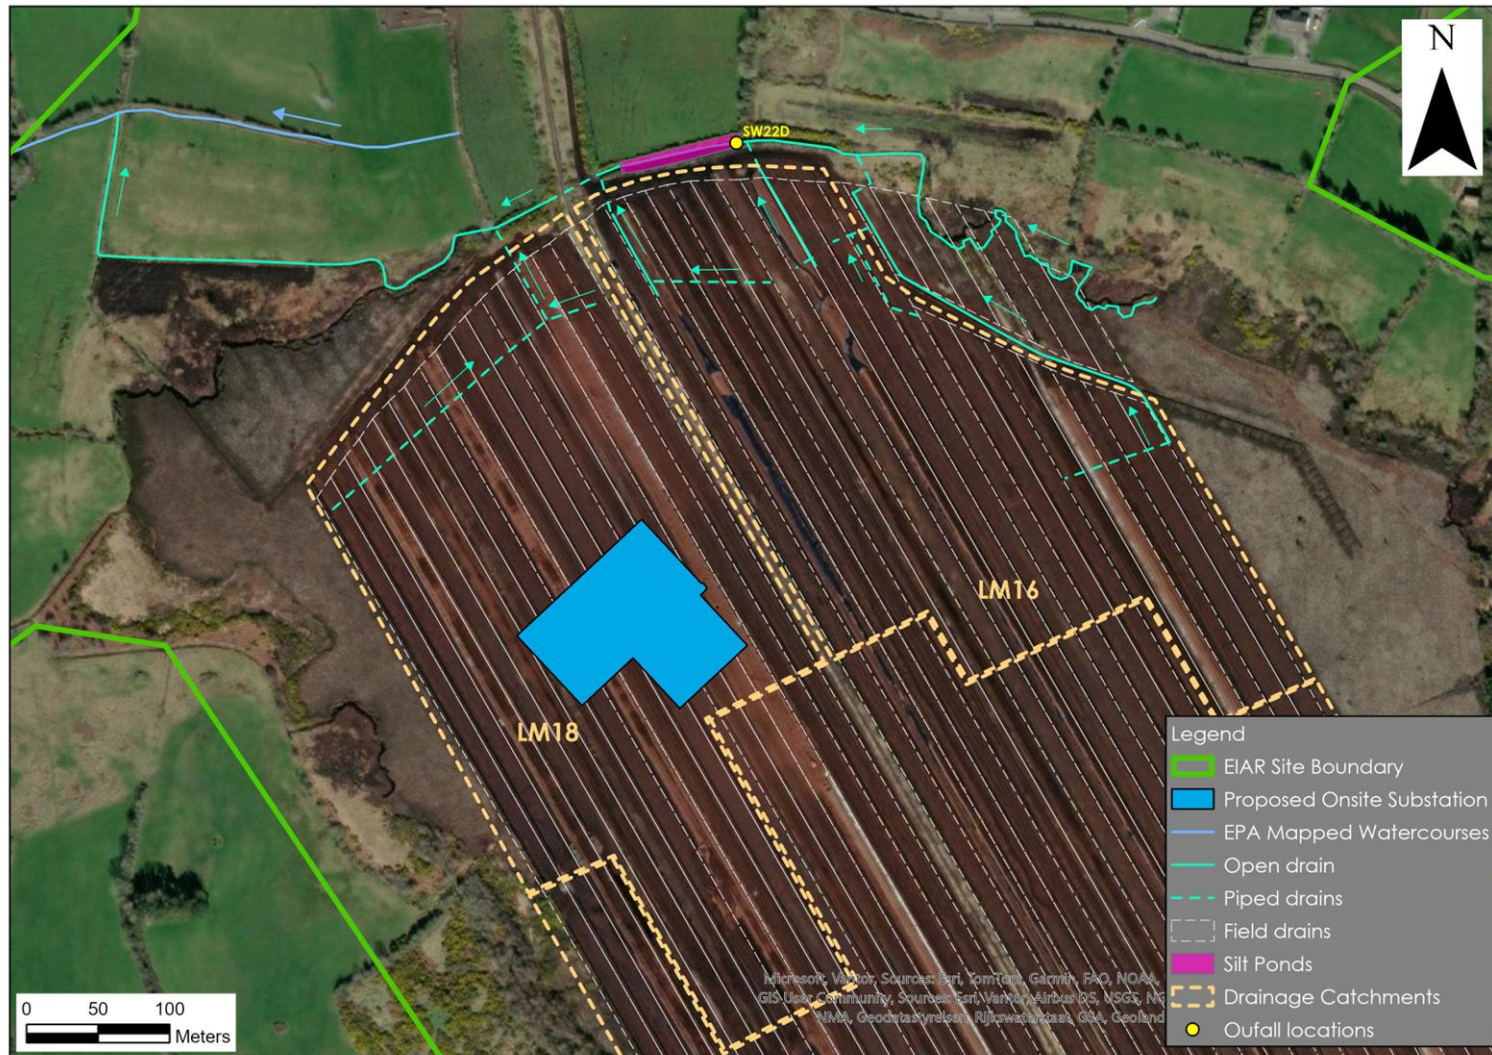 N
SW22D
LM16
LM18
Legend
EIAR Site Boundary
Proposed Onsite Substation
EPA Mapped Watercourses
Open drain
Piped drains
Field drains
Silt Ponds
Drainage Catchments
Oufall locations
0 50 100
Meters
Microsoft, Vantor, Sources: Esri, TomTom, Garmin, FAO, NOAA,
GIS User Community, Sources: Esri, Vantor, Airbus DS, USGS, NG
NMA, Geodatastyrelsen, Rijkswaterstaat, GSA, Geoland